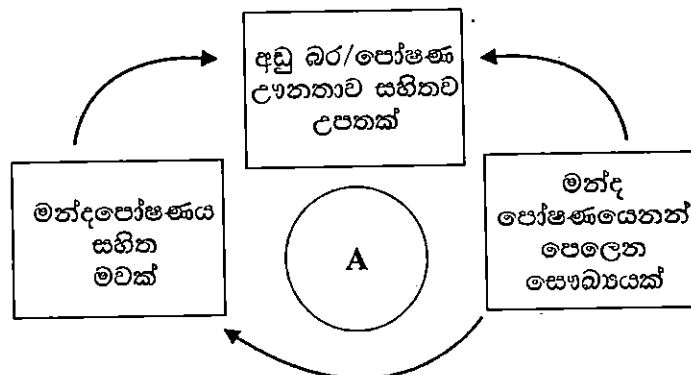 අඩු බර/පෝෂණ
ඌනතාව සහිතව
උපතක්
මන්දපෝෂණය
සහිත
මවක්
A
මන්ද
පෝෂණයෙනන්
පෙලෙන
සෞඛ්‍යයක්